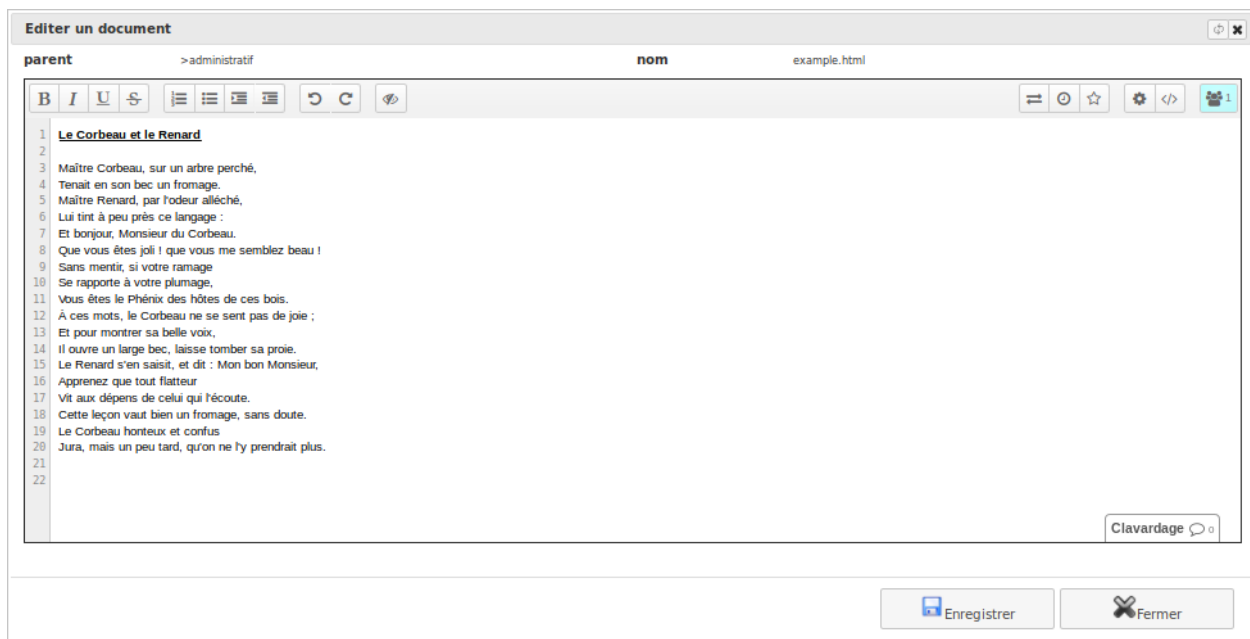 Editer un document
parent >administratif nom example.html
B I U S 1
1 Le Corbeau et le Renard
2
3 Maître Corbeau, sur un arbre perché,
4 Tenait en son bec un fromage.
5 Maître Renard, par l'odeur alléché,
6 Lui tint à peu près ce langage :
7 Et bonjour, Monsieur du Corbeau.
8 Que vous êtes joli ! que vous me semblez beau !
9 Sans mentir, si votre ramage
10 Se rapporte à votre plumage,
11 Vous êtes le Phénix des hôtes de ces bois.
12 À ces mots, le Corbeau ne se sent pas de joie ;
13 Et pour montrer sa belle voix,
14 Il ouvre un large bec, laisse tomber sa proie.
15 Le Renard s'en saisit, et dit : Mon bon Monsieur,
16 Apprenez que tout flatteur
17 Vit aux dépens de celui qui l'écoute.
18 Cette leçon vaut bien un fromage, sans doute.
19 Le Corbeau honteux et confus
20 Jura, mais un peu tard, qu'on ne l'y prendrait plus.
21
22
Clavardage 0
Enregistrer Fermer